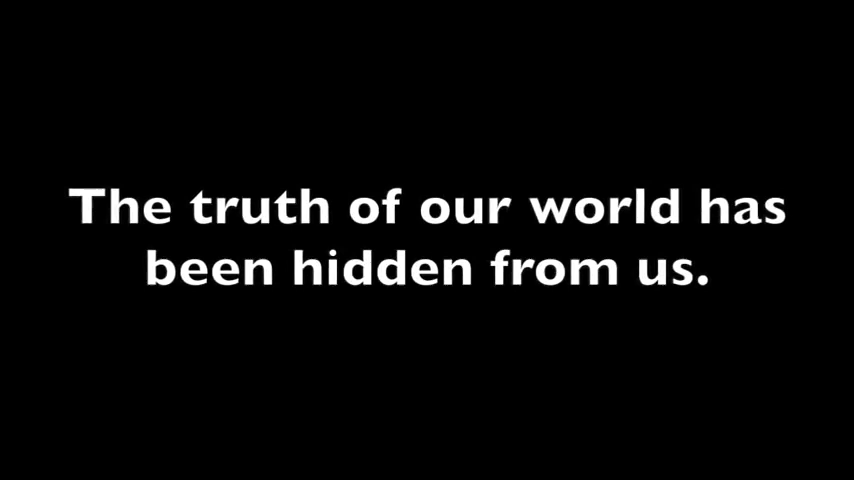 The truth of our world has
been hidden from us.